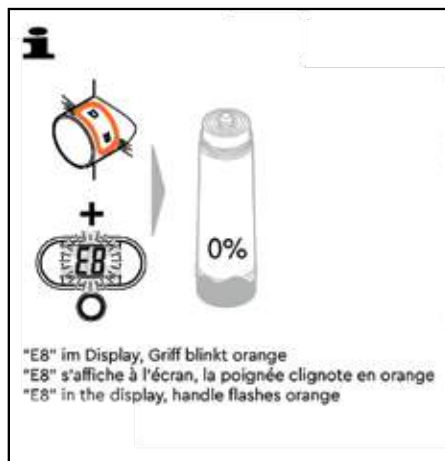 i
+
E8
0%
"E8" im Display, Griff blinkt orange
"E8" s'affiche à l'écran, la poignée clignote en orange
"E8" in the display, handle flashes orange